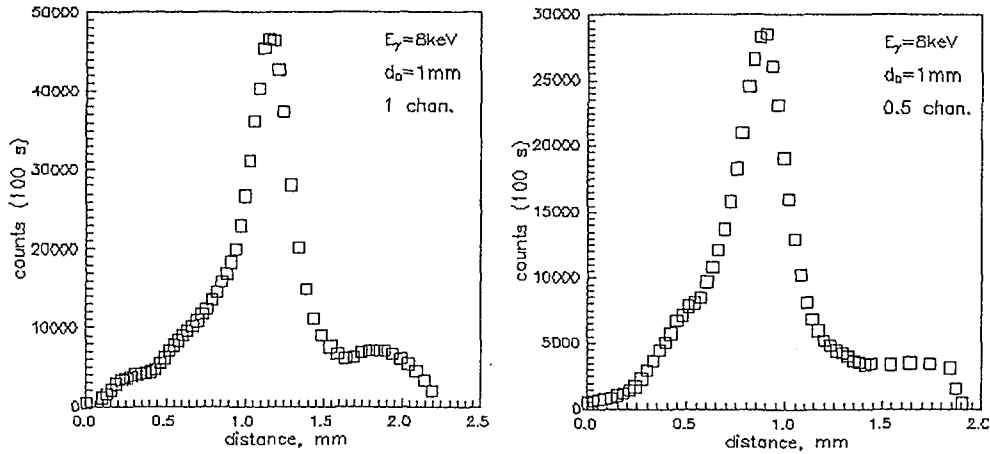 50000
40000
30000
20000
10000
0
counts (100 s)
Eγ=8keV
d₀=1mm
1 chan.
0.0 0.5 1.0 1.5 2.0 2.5
distance, mm
30000
25000
20000
15000
10000
5000
0
counts (100 s)
Eγ=8keV
d₀=1mm
0.5 chan.
0.0 0.5 1.0 1.5 2.0
distance, mm